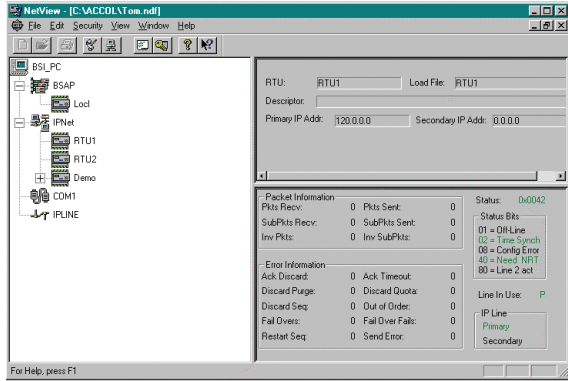 NetView - [C:\ACCOL\Tom.ndf]
File Edit Security View Window Help
BSI_PC
BSAP
Locl
IPNet
RTU1
RTU2
Demo
COM1
IPLINE
RTU: RTU1 Load File: RTU1
Descriptor:
Primary IP Addr: 120.0.0.0 Secondary IP Addr: 0.0.0.0
Packet Information
Pkts Recv: 0 Pkts Sent: 0
SubPkts Recv: 0 SubPkts Sent: 0
Inv Pkts: 0 Inv SubPkts: 0
Error Information
Ack Discard: 0 Ack Timeout: 0
Discard Purge: 0 Discard Quota: 0
Discard Seq: 0 Out of Order: 0
Fail Overs: 0 Fail Over Fails: 0
Restart Seq: 0 Send Error: 0
Status: 0x0042
Status Bits
01 = Off-Line
02 = Time Synch
08 = Config Error
40 = Need NRT
80 = Line 2 act
Line In Use: P
IP Line
Primary
Secondary
For Help, press F1